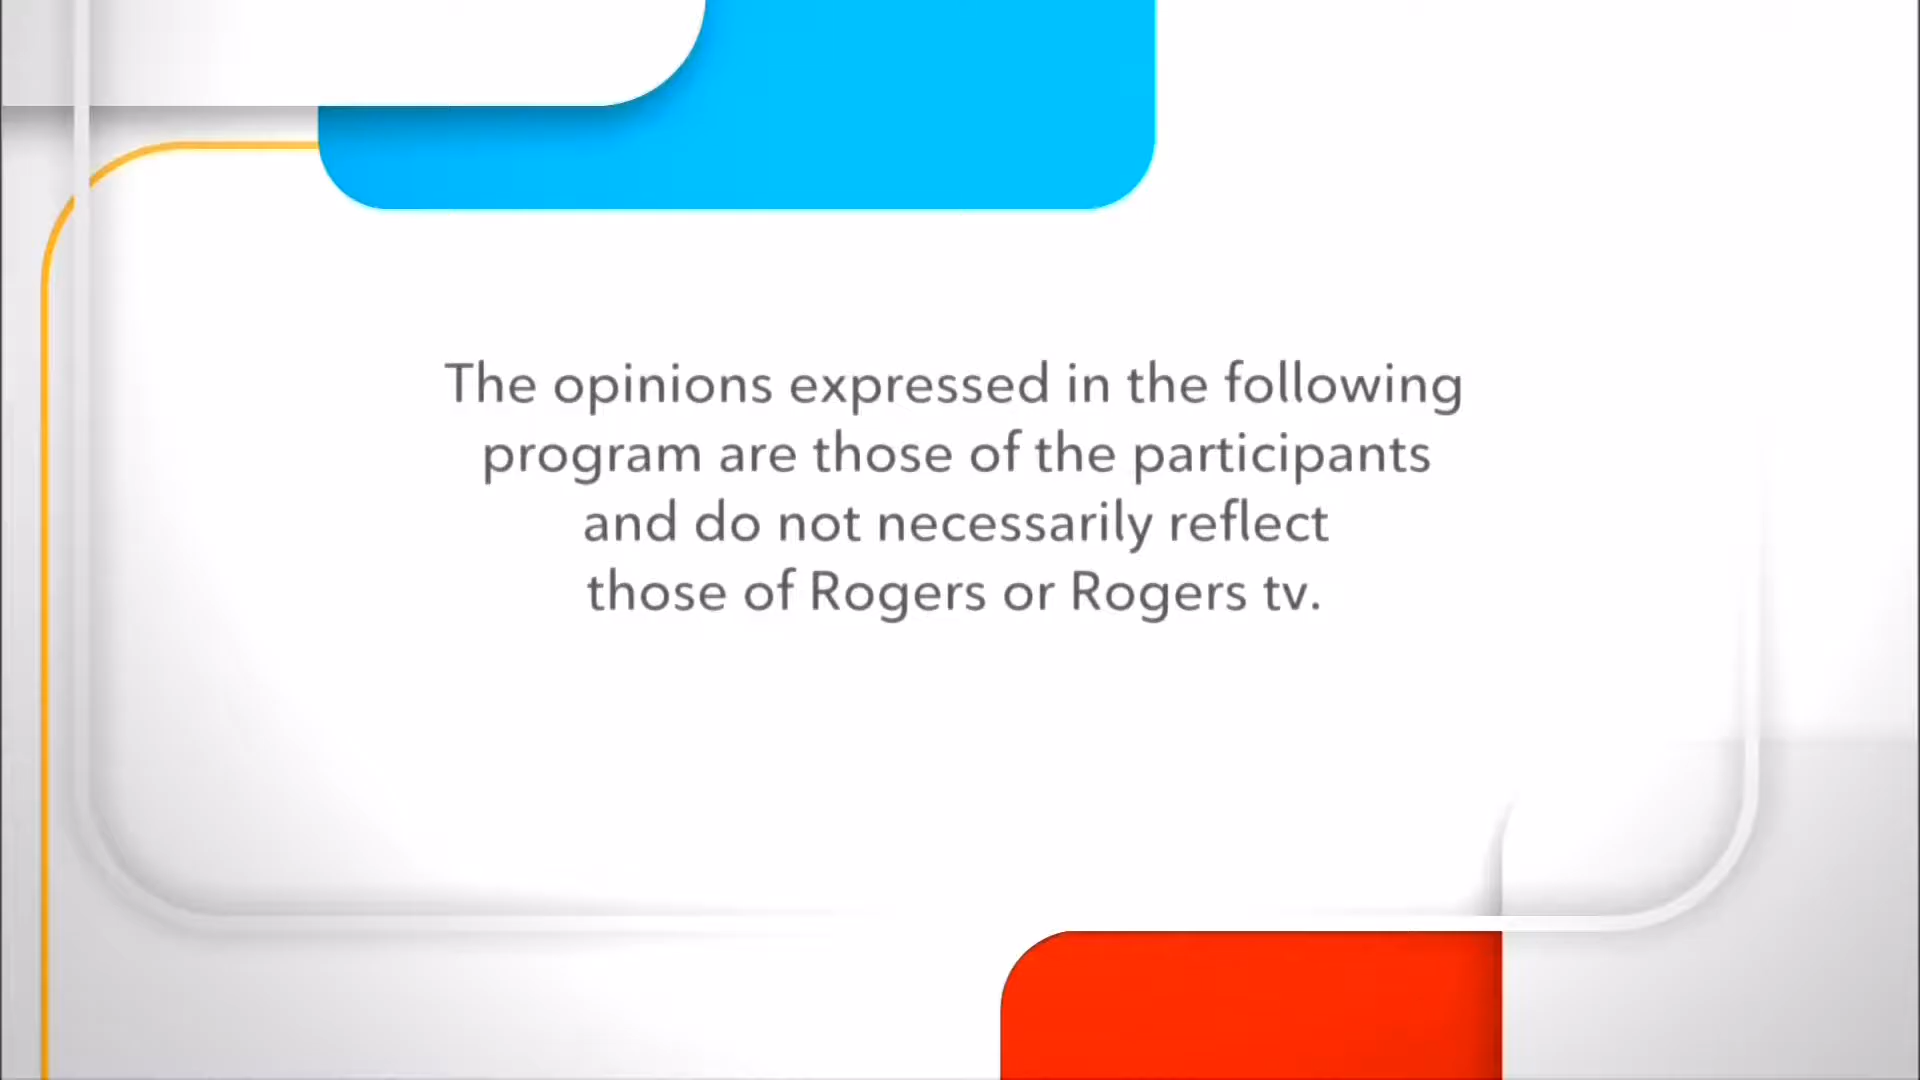 The opinions expressed in the following
program are those of the participants
and do not necessarily reflect
those of Rogers or Rogers tv.